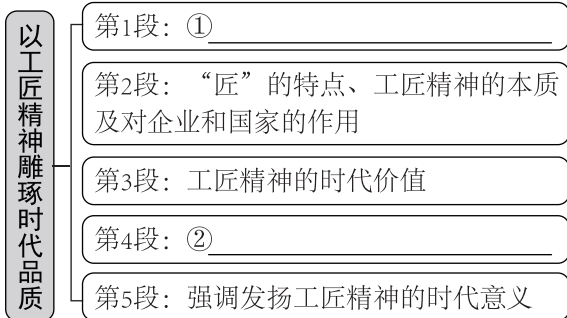 以工匠精神雕琢时代品质
第1段：①
第2段：“匠”的特点、工匠精神的本质
及对企业和国家的作用
第3段：工匠精神的时代价值
第4段：②
第5段：强调发扬工匠精神的时代意义